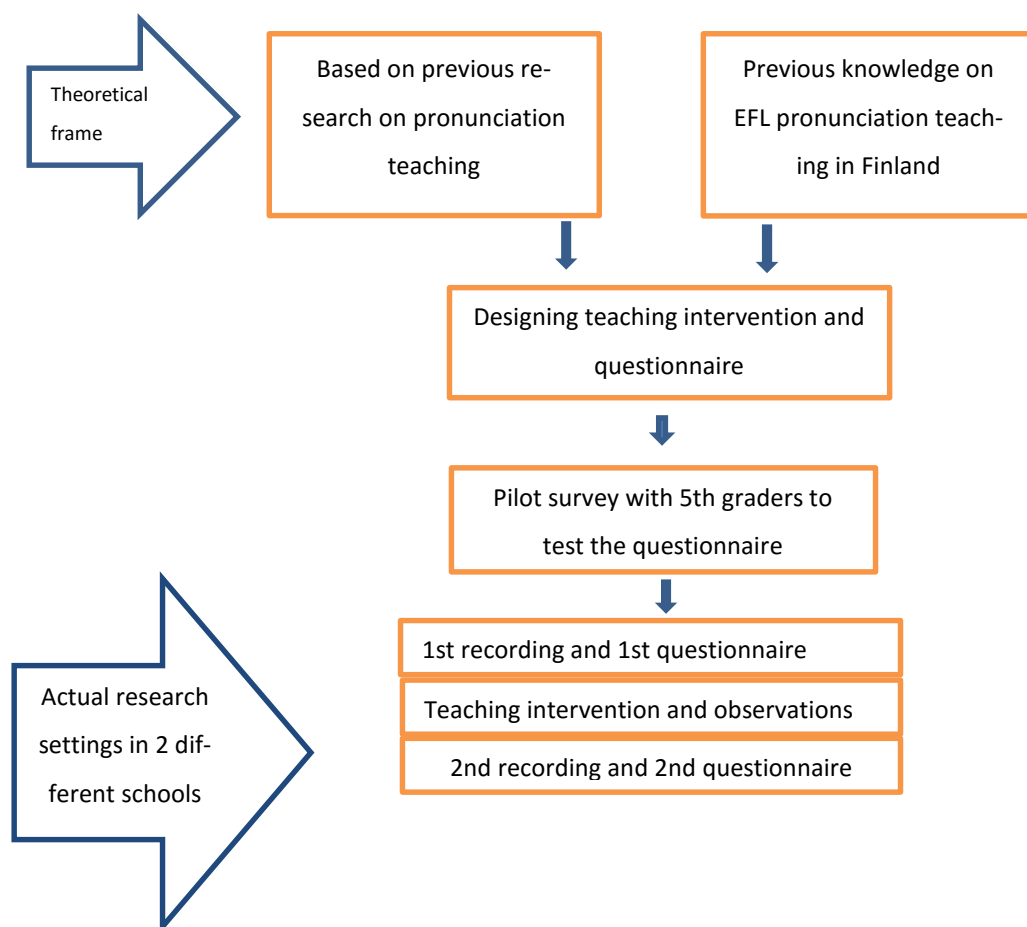 Theoretical
frame
Based on previous re-
search on pronunciation
teaching
Previous knowledge on
EFL pronunciation teach-
ing in Finland
Designing teaching intervention and
questionnaire
Pilot survey with 5th graders to
test the questionnaire
Actual research
settings in 2 dif-
ferent schools
1st recording and 1st questionnaire
Teaching intervention and observations
2nd recording and 2nd questionnaire